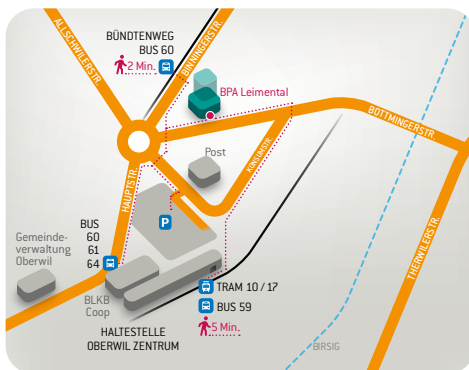 ALLSCHWILERSTR.
BÜNDTENWEG
BUS 60
2 Min.
BINNINGERSTR.
BPA Leimental
BOTTMINGERSTR.
Post
KONSUMSTR.
HAUPTSTR.
P
THERWILERSTR.
Gemeinde-
verwaltung
Oberwil
BUS
60
61
64
BLKB
Coop
TRAM 10 / 17
BUS 59
5 Min.
HALTESTELLE
OBERWIL ZENTRUM
BIRSIG